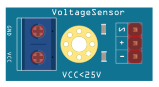 VoltageSensor
GND
VCC
S
+
-
VCC<25V